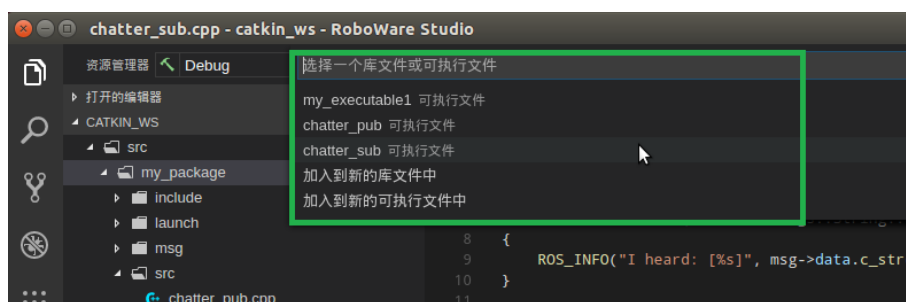 chatter_sub.cpp - catkin_ws - RoboWare Studio
资源管理器 Debug
选择一个库文件或可执行文件
打开的编辑器
my_executable1 可执行文件
CATKIN_WS
chatter_pub 可执行文件
src
chatter_sub 可执行文件
my_package
加入到新的库文件中
include
加入到新的可执行文件中
launch
msg
8 {
src
9 ROS_INFO("I heard: [%s]", msg->data.c_str
10 }
chatter_pub.cpp
11